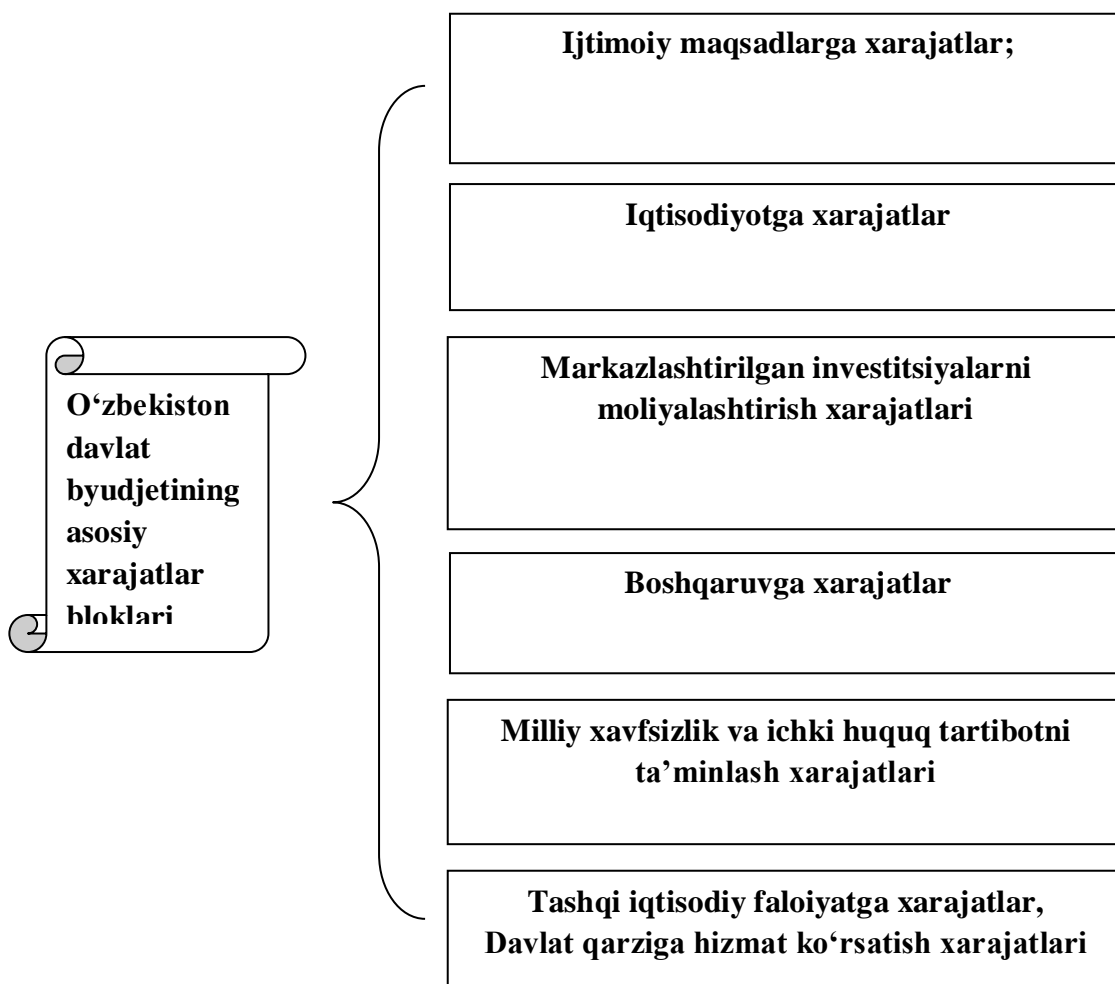 O‘zbekiston
davlat
byudjetining
asosiy
xarajatlar
bloklari
Ijtimoiy maqsadlarga xarajatlar;
Iqtisodiyotga xarajatlar
Markazlashtirilgan investitsiyalarni
moliyalashtirish xarajatlari
Boshqaruvga xarajatlar
Milliy xavfsizlik va ichki huquq tartibotni
ta’minlash xarajatlari
Tashqi iqtisodiy faloiyatga xarajatlar,
Davlat qarziga hizmat ko‘rsatish xarajatlari